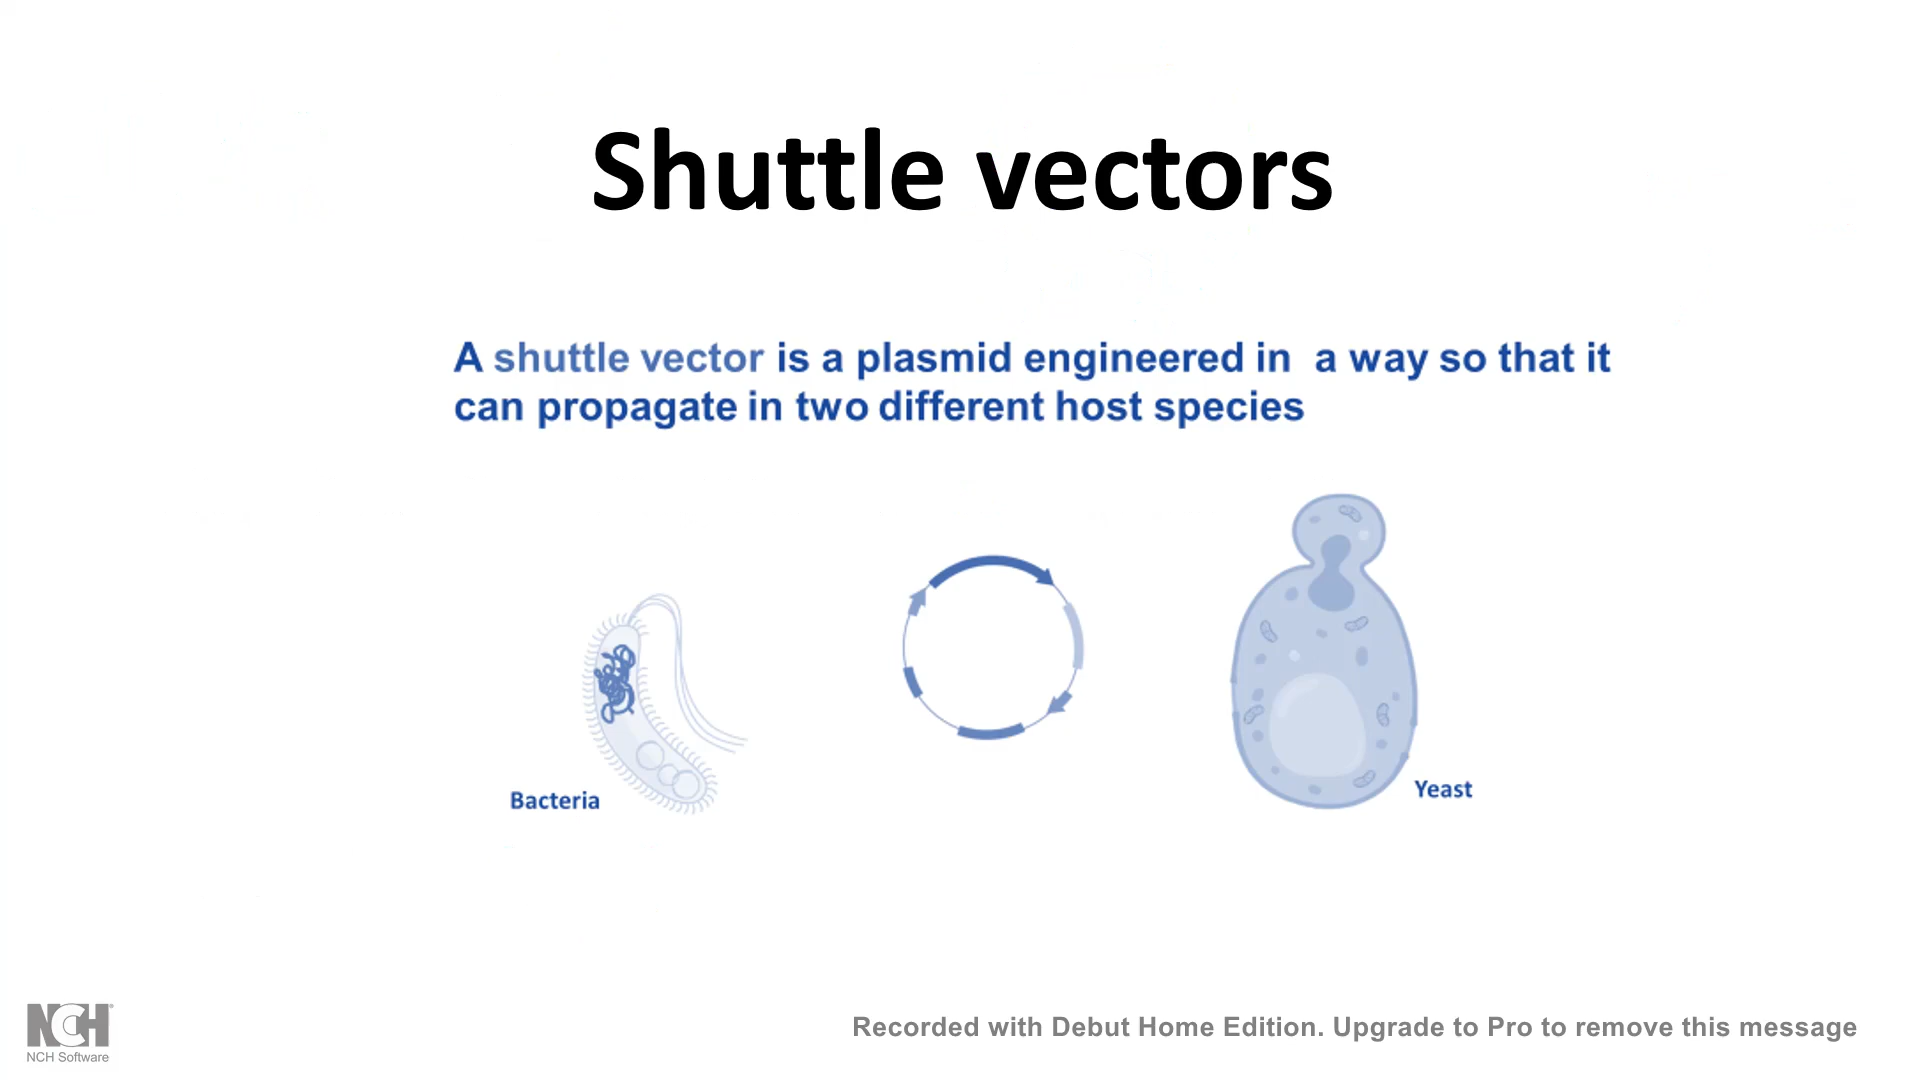 Shuttle vectors
A shuttle vector is a plasmid engineered in a way so that it
can propagate in two different host species
Bacteria
Yeast
NCH
NCH Software
Recorded with Debut Home Edition. Upgrade to Pro to remove this message